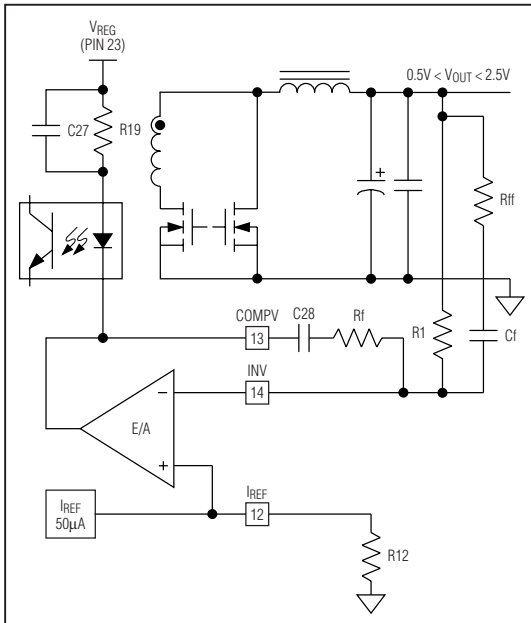 VREG
(PIN 23)
0.5V < VOUT < 2.5V
C27
R19
Rff
COMPV
C28
Rf
13
R1
Cf
INV
14
E/A
−
+
IREF
50µA
IREF
12
R12
+